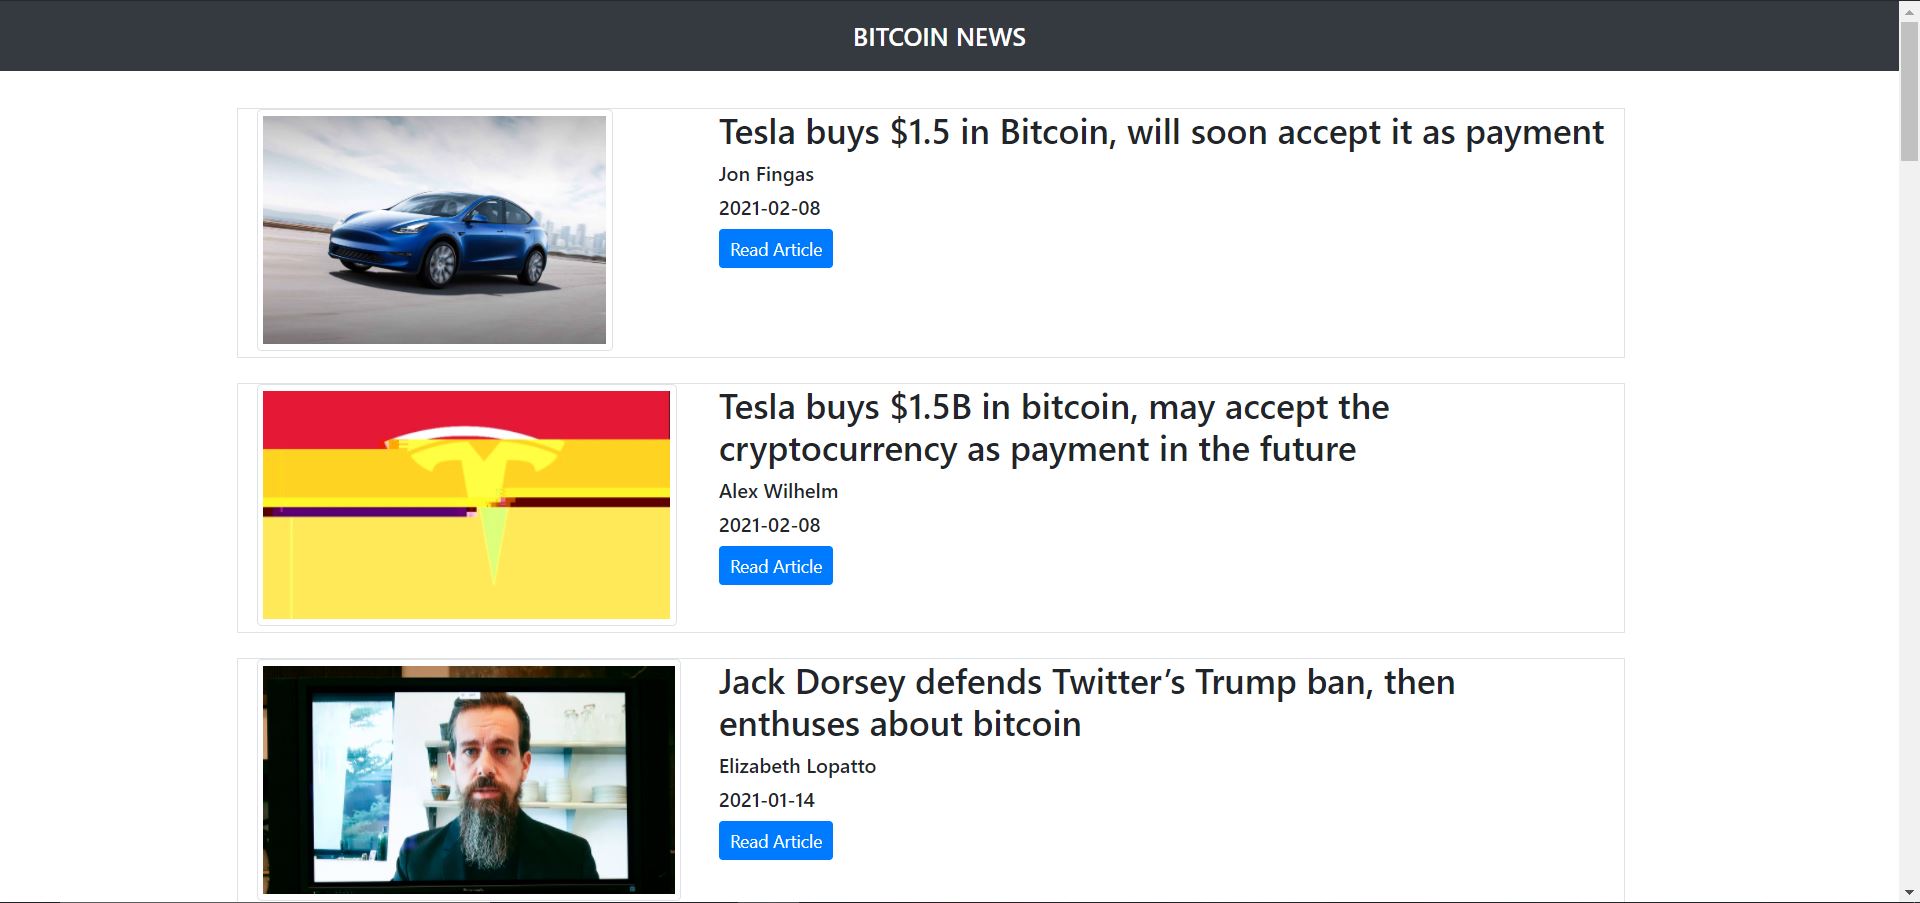 BITCOIN NEWS
Tesla buys $1.5 in Bitcoin, will soon accept it as payment
Jon Fingas
2021-02-08
Read Article
Tesla buys $1.5B in bitcoin, may accept the
cryptocurrency as payment in the future
Alex Wilhelm
2021-02-08
Read Article
Jack Dorsey defends Twitter’s Trump ban, then
enthuses about bitcoin
Elizabeth Lopatto
2021-01-14
Read Article